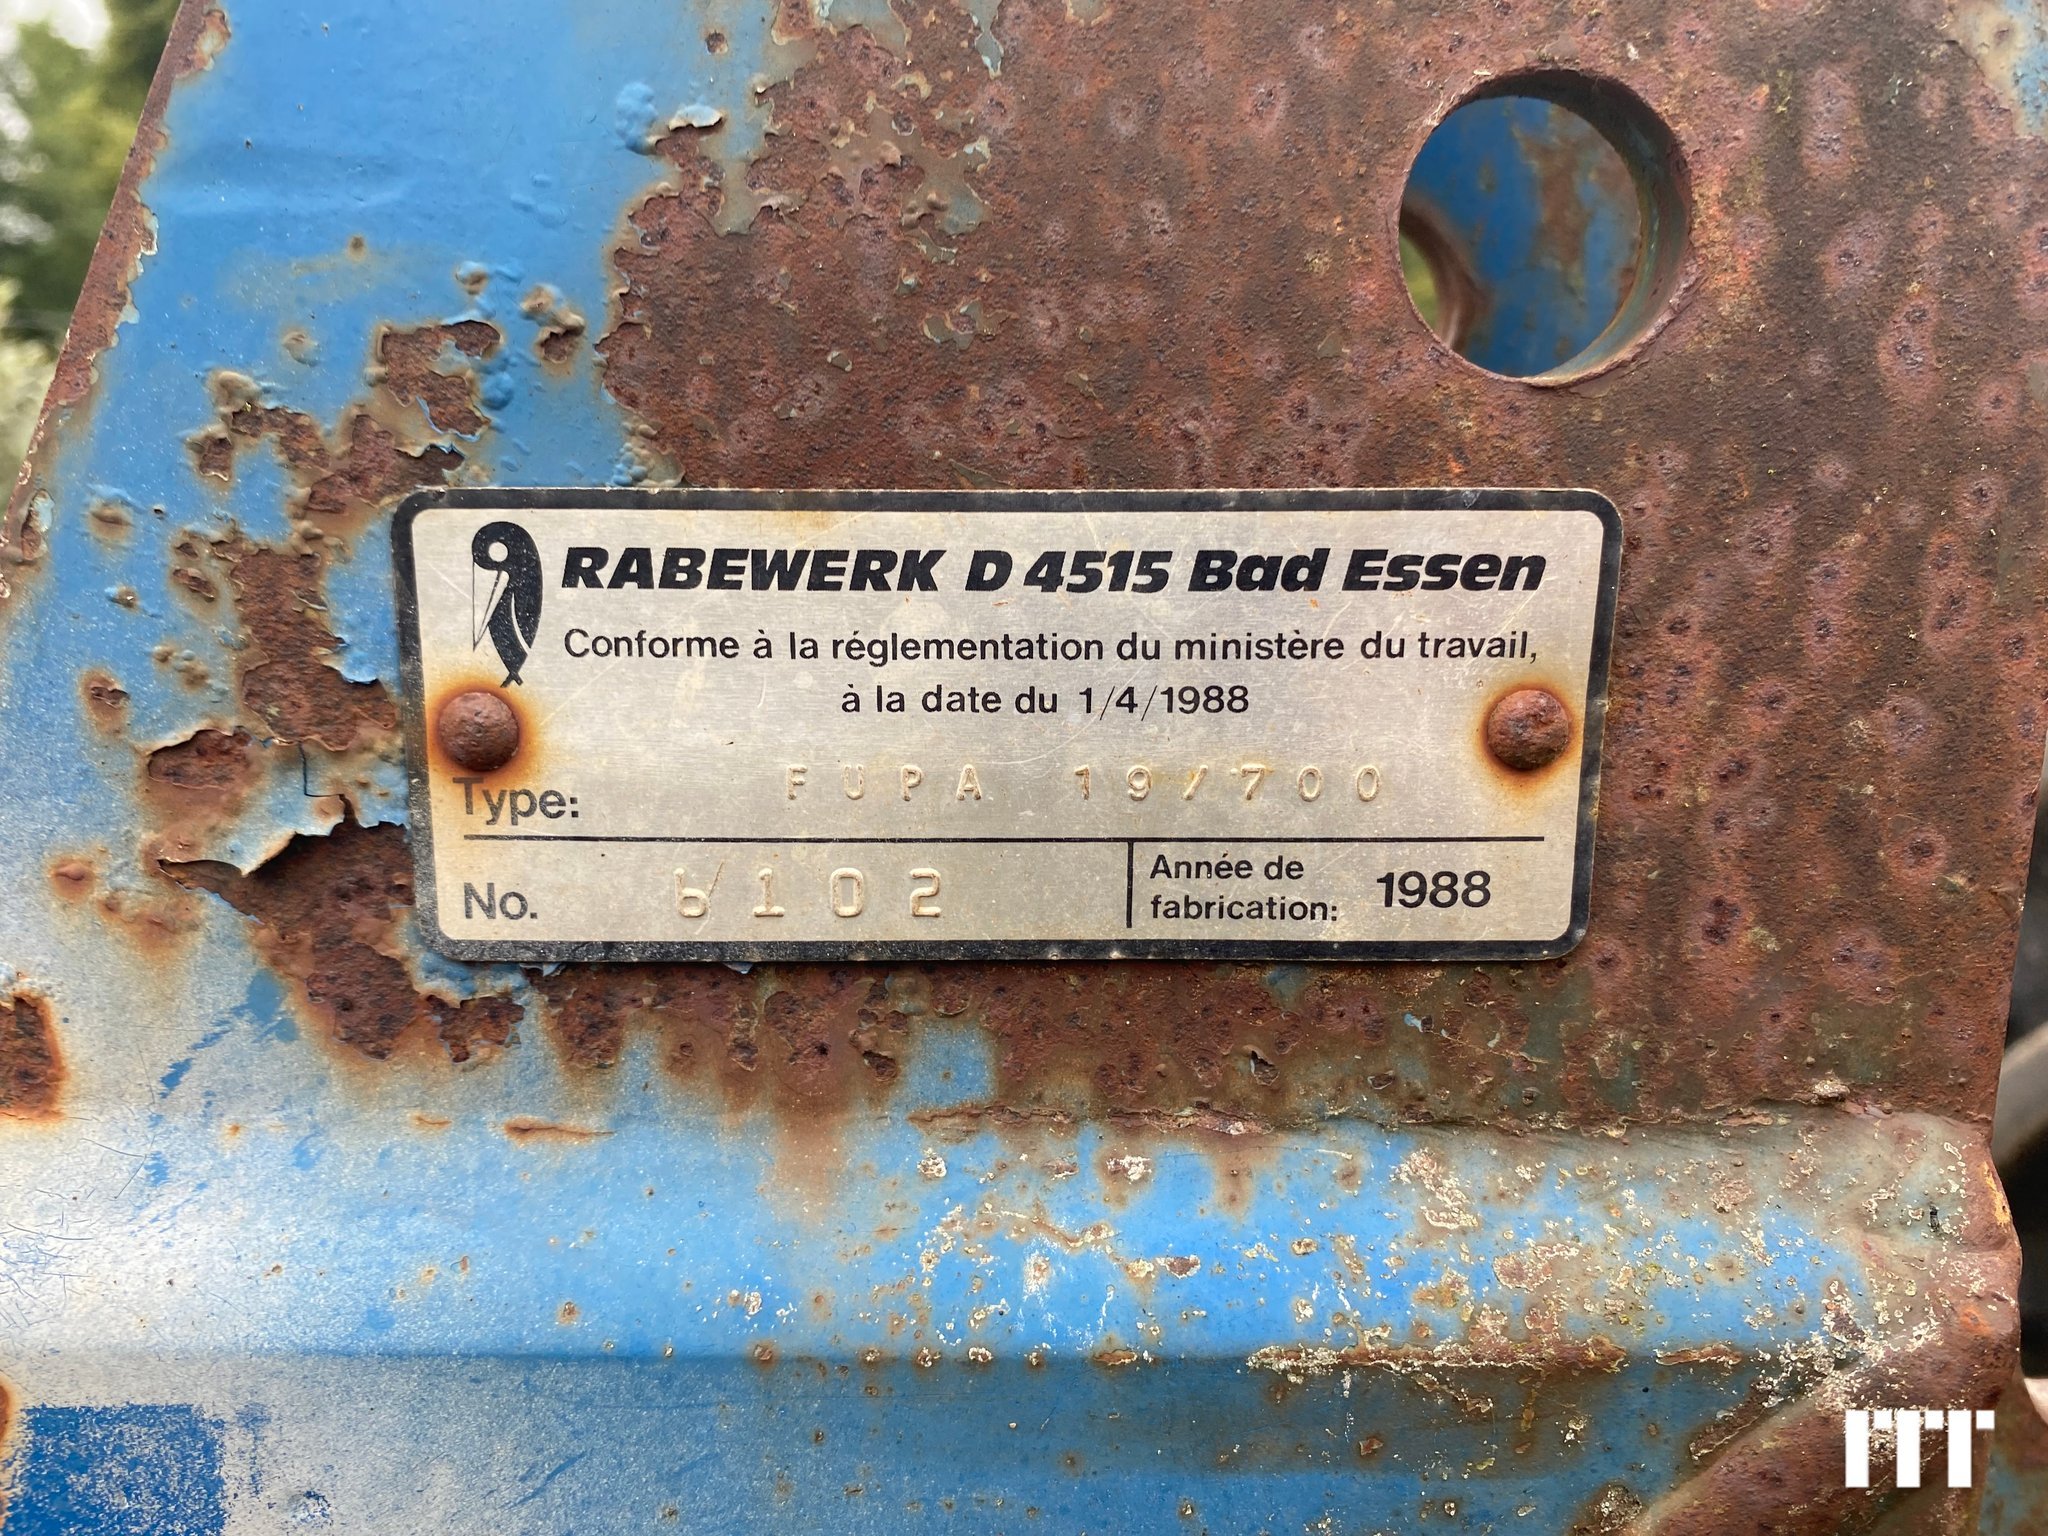 RABEWERK D 4515 Bad Essen
Conforme à la réglementation du ministère du travail,
à la date du 1/4/1988
Type: FUPA 19/700
No.
Année de
fabrication: 1988